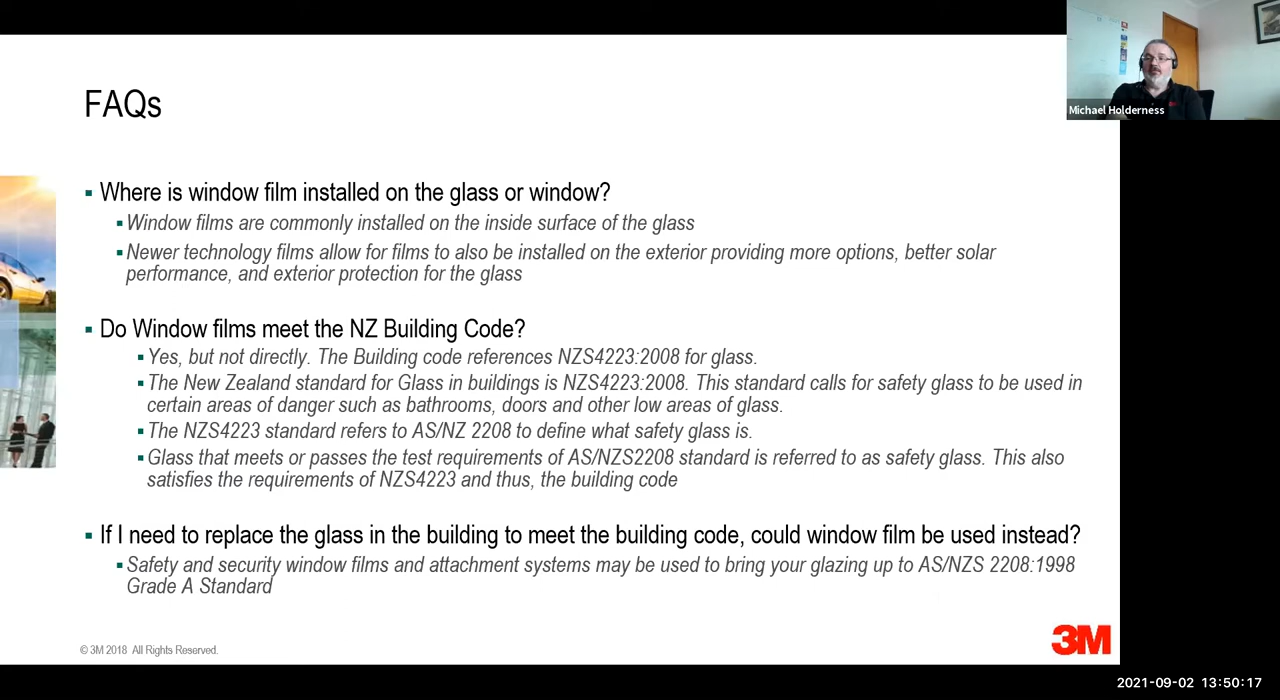 Michael Holderness
FAQs
Where is window film installed on the glass or window?
Window films are commonly installed on the inside surface of the glass
Newer technology films allow for films to also be installed on the exterior providing more options, better solar
performance, and exterior protection for the glass
Do Window films meet the NZ Building Code?
Yes, but not directly. The Building code references NZS4223:2008 for glass.
The New Zealand standard for Glass in buildings is NZS4223:2008. This standard calls for safety glass to be used in
certain areas of danger such as bathrooms, doors and other low areas of glass.
The NZS4223 standard refers to AS/NZ 2208 to define what safety glass is.
Glass that meets or passes the test requirements of AS/NZS2208 standard is referred to as safety glass. This also
satisfies the requirements of NZS4223 and thus, the building code
If I need to replace the glass in the building to meet the building code, could window film be used instead?
Safety and security window films and attachment systems may be used to bring your glazing up to AS/NZS 2208:1998
Grade A Standard
© 3M 2018 All Rights Reserved.
3M
2021-09-02 13:50:17